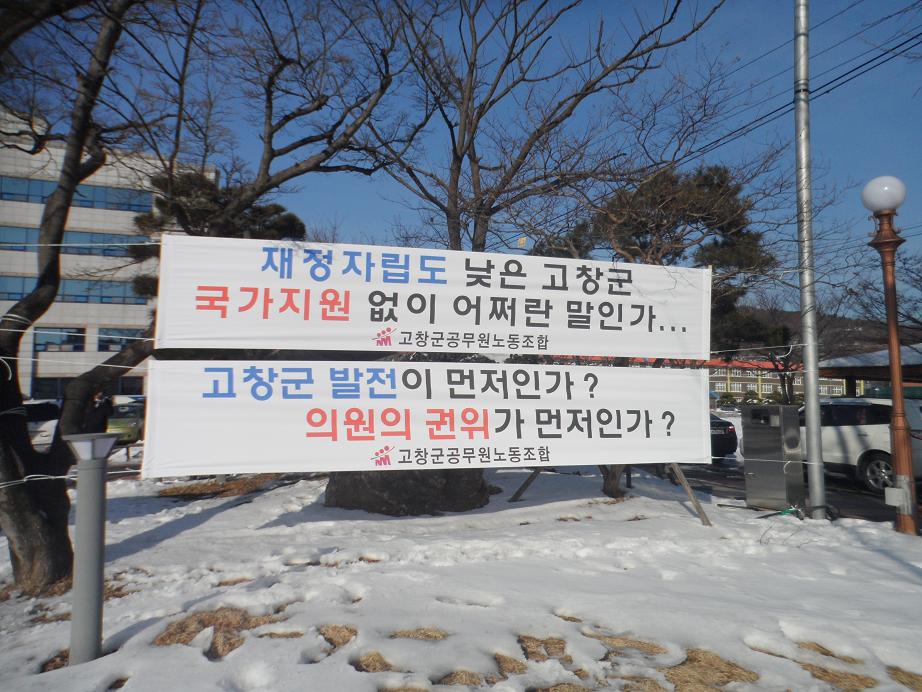 재정자립도 낮은 고창군
국가지원 없이 어쩌란 말인가...
고창군공무원노동조합
고창군 발전이 먼저인가?
의원의 권위가 먼저인가?
고창군공무원노동조합